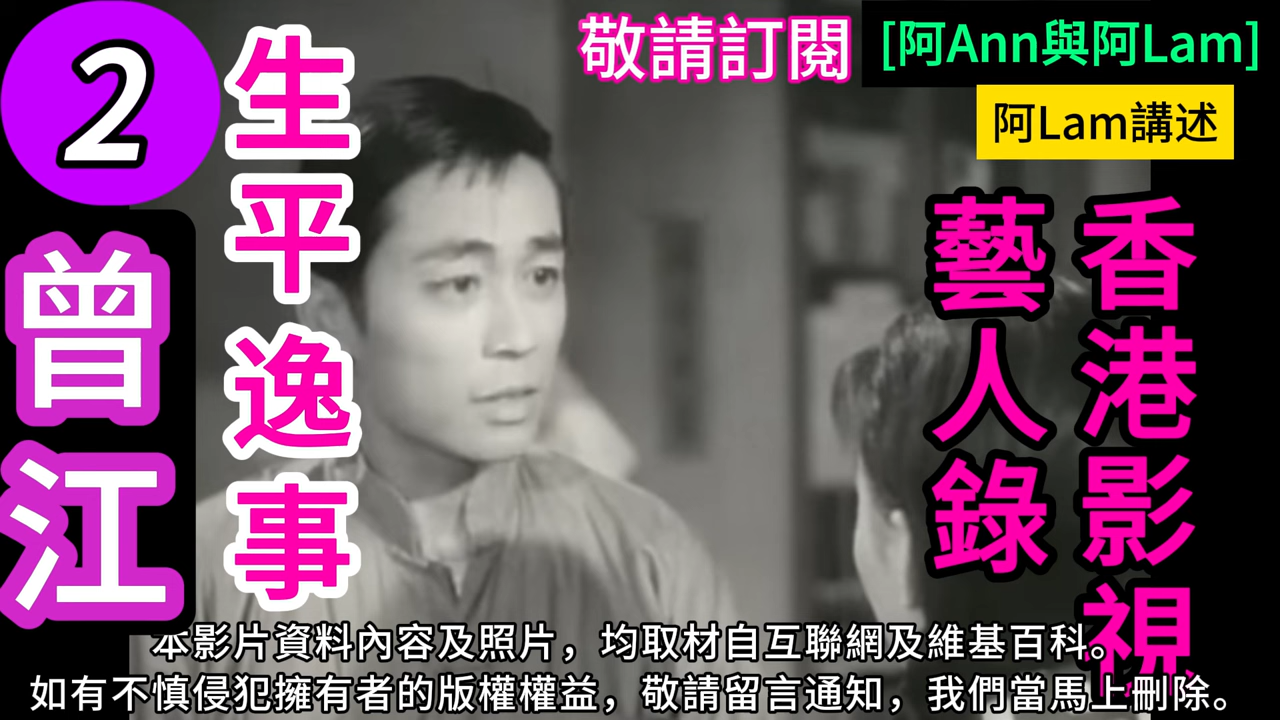 2
曾江
生平逸事
敬請訂閱
[阿Ann與阿Lam]
阿Lam講述
香港影視
藝人錄
本影片資料內容及照片，均取材自互聯網及維基百科。
如有不慎侵犯擁有者的版權權益，敬請留言通知，我們當馬上刪除。